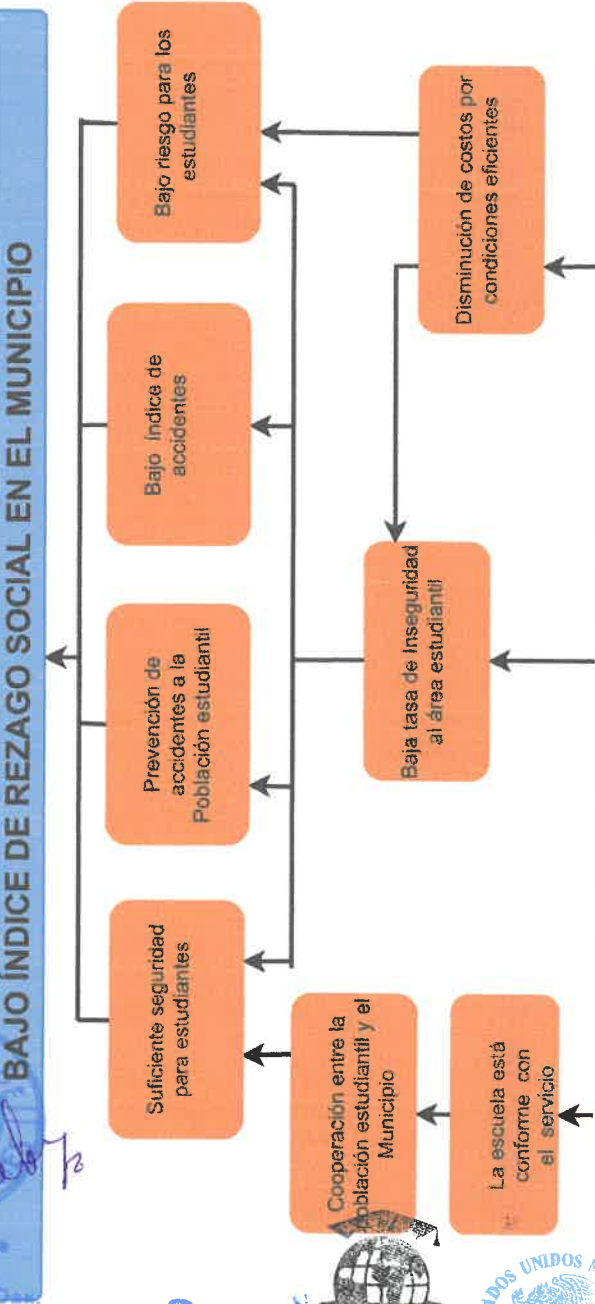 BAJO ÍNDICE DE REZAGO SOCIAL EN EL MUNICIPIO
Suficiente seguridad
para estudiantes
Prevención de
accidentes a la
Población estudiantil
Bajo índice de
accidentes
Bajo riesgo para los
estudiantes
Cooperación entre la
población estudiantil y el
Municipio
Baja tasa de Inseguridad
al área estudiantil
Disminución de costos por
condiciones eficientes
La escuela está
conforme con
el servicio
UNIDOS